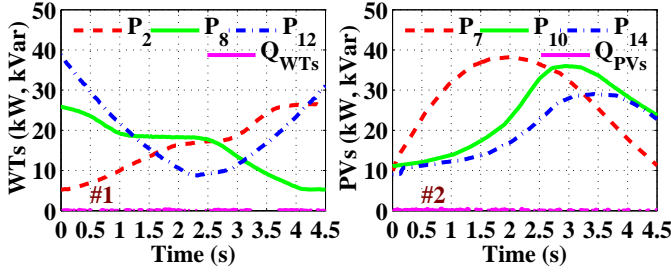 50
40
30
20
10
0
WTs (kW, kVar)
P2 P8 P12
QWTs
#1
0 0.5 1 1.5 2 2.5 3 3.5 4 4.5
Time (s)
50
40
30
20
10
0
PVs (kW, kVar)
P7 P10 P14
QPVs
#2
0 0.5 1 1.5 2 2.5 3 3.5 4 4.5
Time (s)